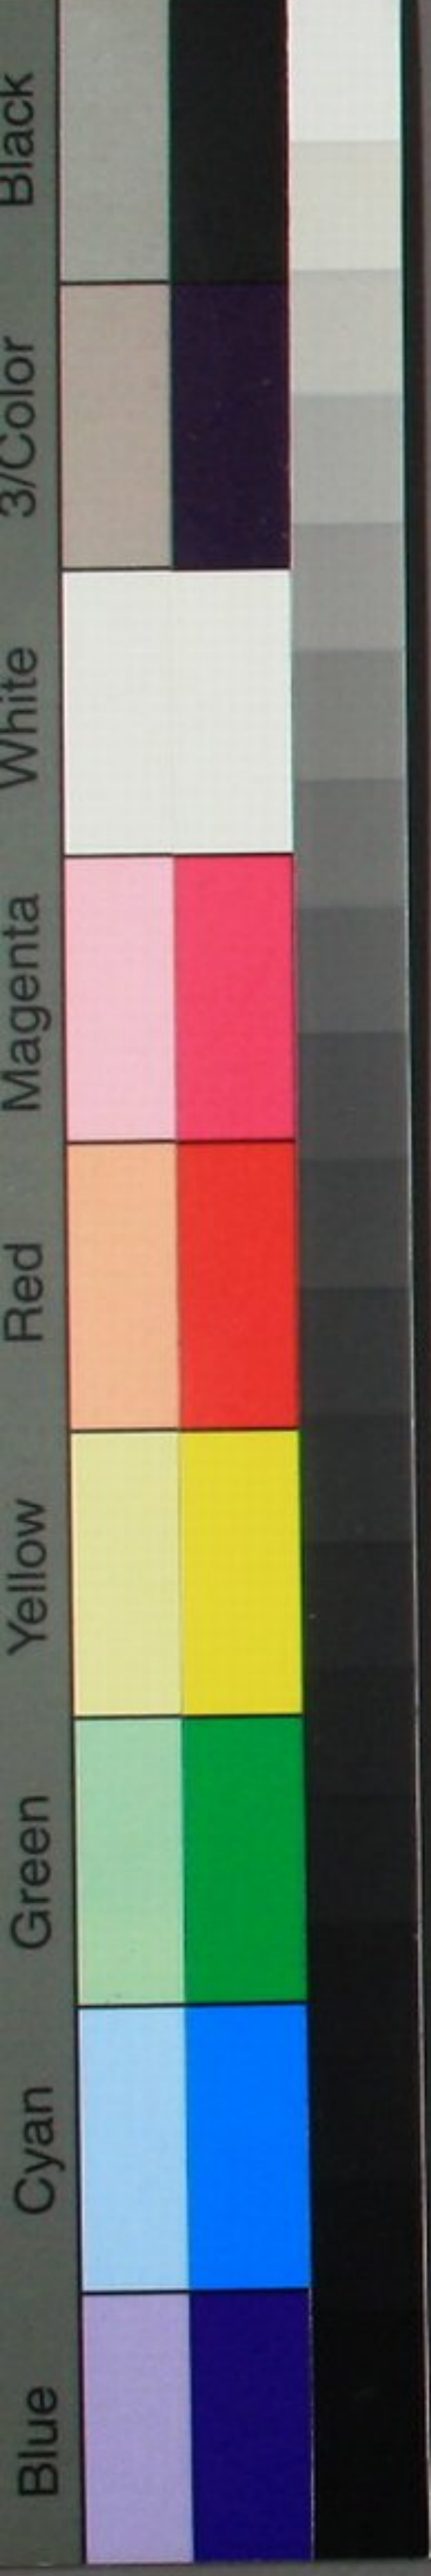 Black
3/Color
White
Magenta
Red
Yellow
Green
Cyan
Blue